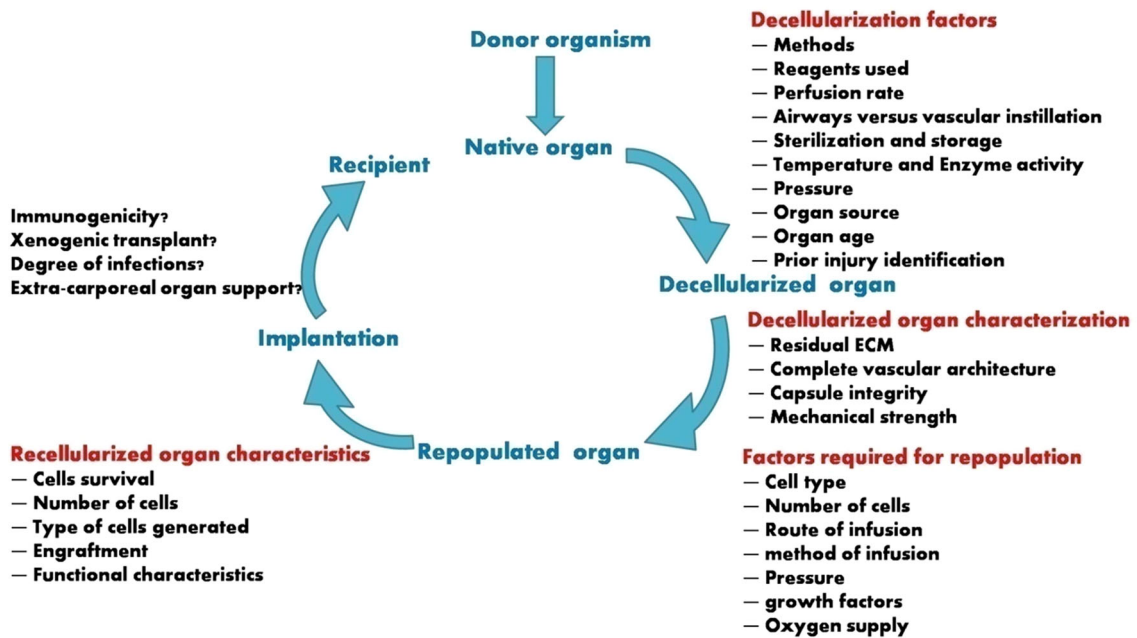 Donor organism
Native organ
Recipient
Decellularization factors
— Methods
— Reagents used
— Perfusion rate
— Airways versus vascular instillation
— Sterilization and storage
— Temperature and Enzyme activity
— Pressure
— Organ source
— Organ age
— Prior injury identification
Decellularized organ
Decellularized organ characterization
— Residual ECM
— Complete vascular architecture
— Capsule integrity
— Mechanical strength
Factors required for repopulation
— Cell type
— Number of cells
— Route of infusion
— method of infusion
— Pressure
— growth factors
— Oxygen supply
Repopulated organ
Recellularized organ characteristics
— Cells survival
— Number of cells
— Type of cells generated
— Engraftment
— Functional characteristics
Implantation
Immunogenicity?
Xenogenic transplant?
Degree of infections?
Extra-carporeal organ support?